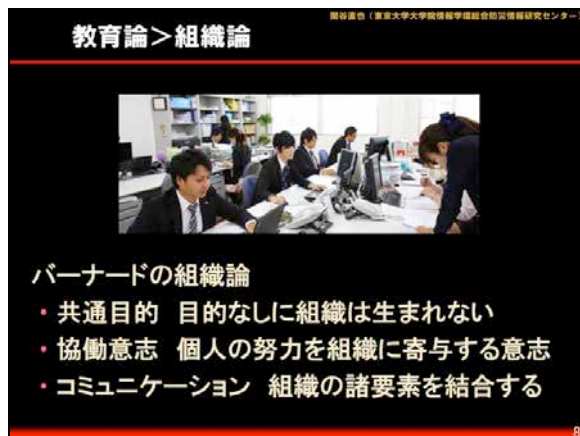 関谷直也(東京大学大学院情報学環総合防災情報研究センター)
教育論>組織論
バーナードの組織論
・共通目的 目的なしに組織は生まれない
・協働意志 個人の努力を組織に寄与する意志
・コミュニケーション 組織の諸要素を結合する
8